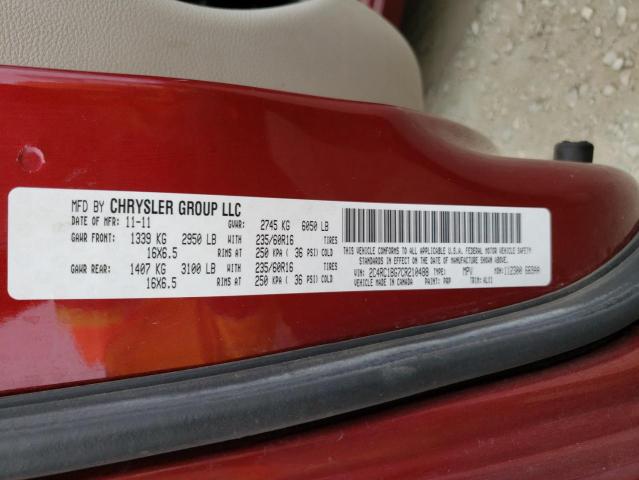 MFD BY CHRYSLER GROUP LLC
DATE OF MFR: 11-11 GVWR: 2745 KG 6050 LB
GAWR FRONT: 1339 KG 2950 LB WITH 235/60R16 TIRES
16X6.5 RIMS AT 250 KPA ( 36 PSI) COLD
GAWR REAR: 1407 KG 3100 LB WITH 235/60R16 TIRES
16X6.5 RIMS AT 250 KPA ( 36 PSI) COLD
THIS VEHICLE CONFORMS TO ALL APPLICABLE U.S.A. FEDERAL MOTOR VEHICLE SAFETY
STANDARDS IN EFFECT ON THE DATE OF MANUFACTURE SHOWN ABOVE.
VIN: 2C4RC1BG7CR210488 TYPE: MPV MDH: 112300 683AA
VEHICLE MADE IN CANADA PAINT: PRP TRIM: